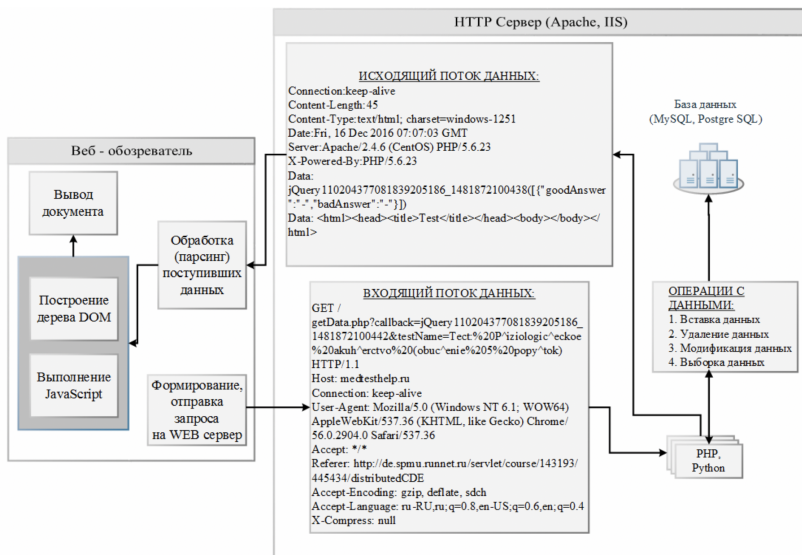 HTTP Сервер (Apache, IIS)
ИСХОДЯЩИЙ ПОТОК ДАННЫХ:
Connection:keep-alive
Content-Length:45
Content-Type:text/html; charset=windows-1251
Date:Fri, 16 Dec 2016 07:07:03 GMT
Server:Apache/2.4.6 (CentOS) PHP/5.6.23
X-Powered-By:PHP/5.6.23
Data:
jQuery110204377081839205186_1481872100438([{"goodAnswer
":"-","badAnswer":"-"}])
Data: <html><head><title>Test</title></head><body></body></
html>
База данных
(MySQL, Postgre SQL)
Веб - обозреватель
Вывод
документа
Обработка
(парсинг)
поступивших
данных
Построение
дерева DOM
Выполнение
JavaScript
Формирование,
отправка
запроса
на WEB сервер
ВХОДЯЩИЙ ПОТОК ДАННЫХ:
GET /
getData.php?callback=jQuery110204377081839205186_
1481872100442&testName=Тест:%20P^iziologic^eckoe
%20akuh^erctvo%20(obuc^enie%205%20popy^tok)
HTTP/1.1
Host: medtesthelp.ru
Connection: keep-alive
User-Agent: Mozilla/5.0 (Windows NT 6.1; WOW64)
AppleWebKit/537.36 (KHTML, like Gecko) Chrome/
56.0.2904.0 Safari/537.36
Accept: */*
Referer: http://de.spmu.runnet.ru/servlet/course/143193/
445434/distributedCDE
Accept-Encoding: gzip, deflate, sdch
Accept-Language: ru-RU,ru;q=0.8,en-US;q=0.6,en;q=0.4
X-Compress: null
ОПЕРАЦИИ С
ДАННЫМИ:
1. Вставка данных
2. Удаление данных
3. Модификация данных
4. Выборка данных
PHP,
Python